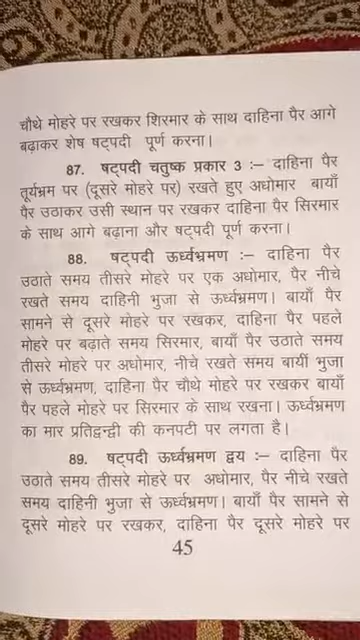 चौथे मोहरे पर रखकर शिरमार के साथ दाहिना पैर आगे
बढ़ाकर शेष षट्पदी पूर्ण करना।
87. षट्पदी चतुष्क प्रकार 3 :– दाहिना पैर
तूर्यभ्रम पर (दूसरे मोहरे पर) रखते हुए अधोमार बायाँ
पैर उठाकर उसी स्थान पर रखकर दाहिना पैर सिरमार
के साथ आगे बढ़ाना और षट्पदी पूर्ण करना।
88. षट्पदी ऊर्ध्वभ्रमण :– दाहिना पैर
उठाते समय तीसरे मोहरे पर एक अधोमार, पैर नीचे
रखते समय दाहिनी भुजा से ऊर्ध्वभ्रमण। बायाँ पैर
सामने से दूसरे मोहरे पर रखकर, दाहिना पैर पहले
मोहरे पर बढ़ाते समय सिरमार, बायाँ पैर उठाते समय
तीसरे मोहरे पर अधोमार, नीचे रखते समय बायीं भुजा
से ऊर्ध्वभ्रमण, दाहिना पैर चौथे मोहरे पर रखकर बायाँ
पैर पहले मोहरे पर सिरमार के साथ रखना। ऊर्ध्वभ्रमण
का मार प्रतिद्वन्दी की कनपटी पर लगता है।
89. षट्पदी ऊर्ध्वभ्रमण द्वय :– दाहिना पैर
उठाते समय तीसरे मोहरे पर अधोमार, पैर नीचे रखते
समय दाहिनी भुजा से ऊर्ध्वभ्रमण। बायाँ पैर सामने से
दूसरे मोहरे पर रखकर, दाहिना पैर दूसरे मोहरे पर
45